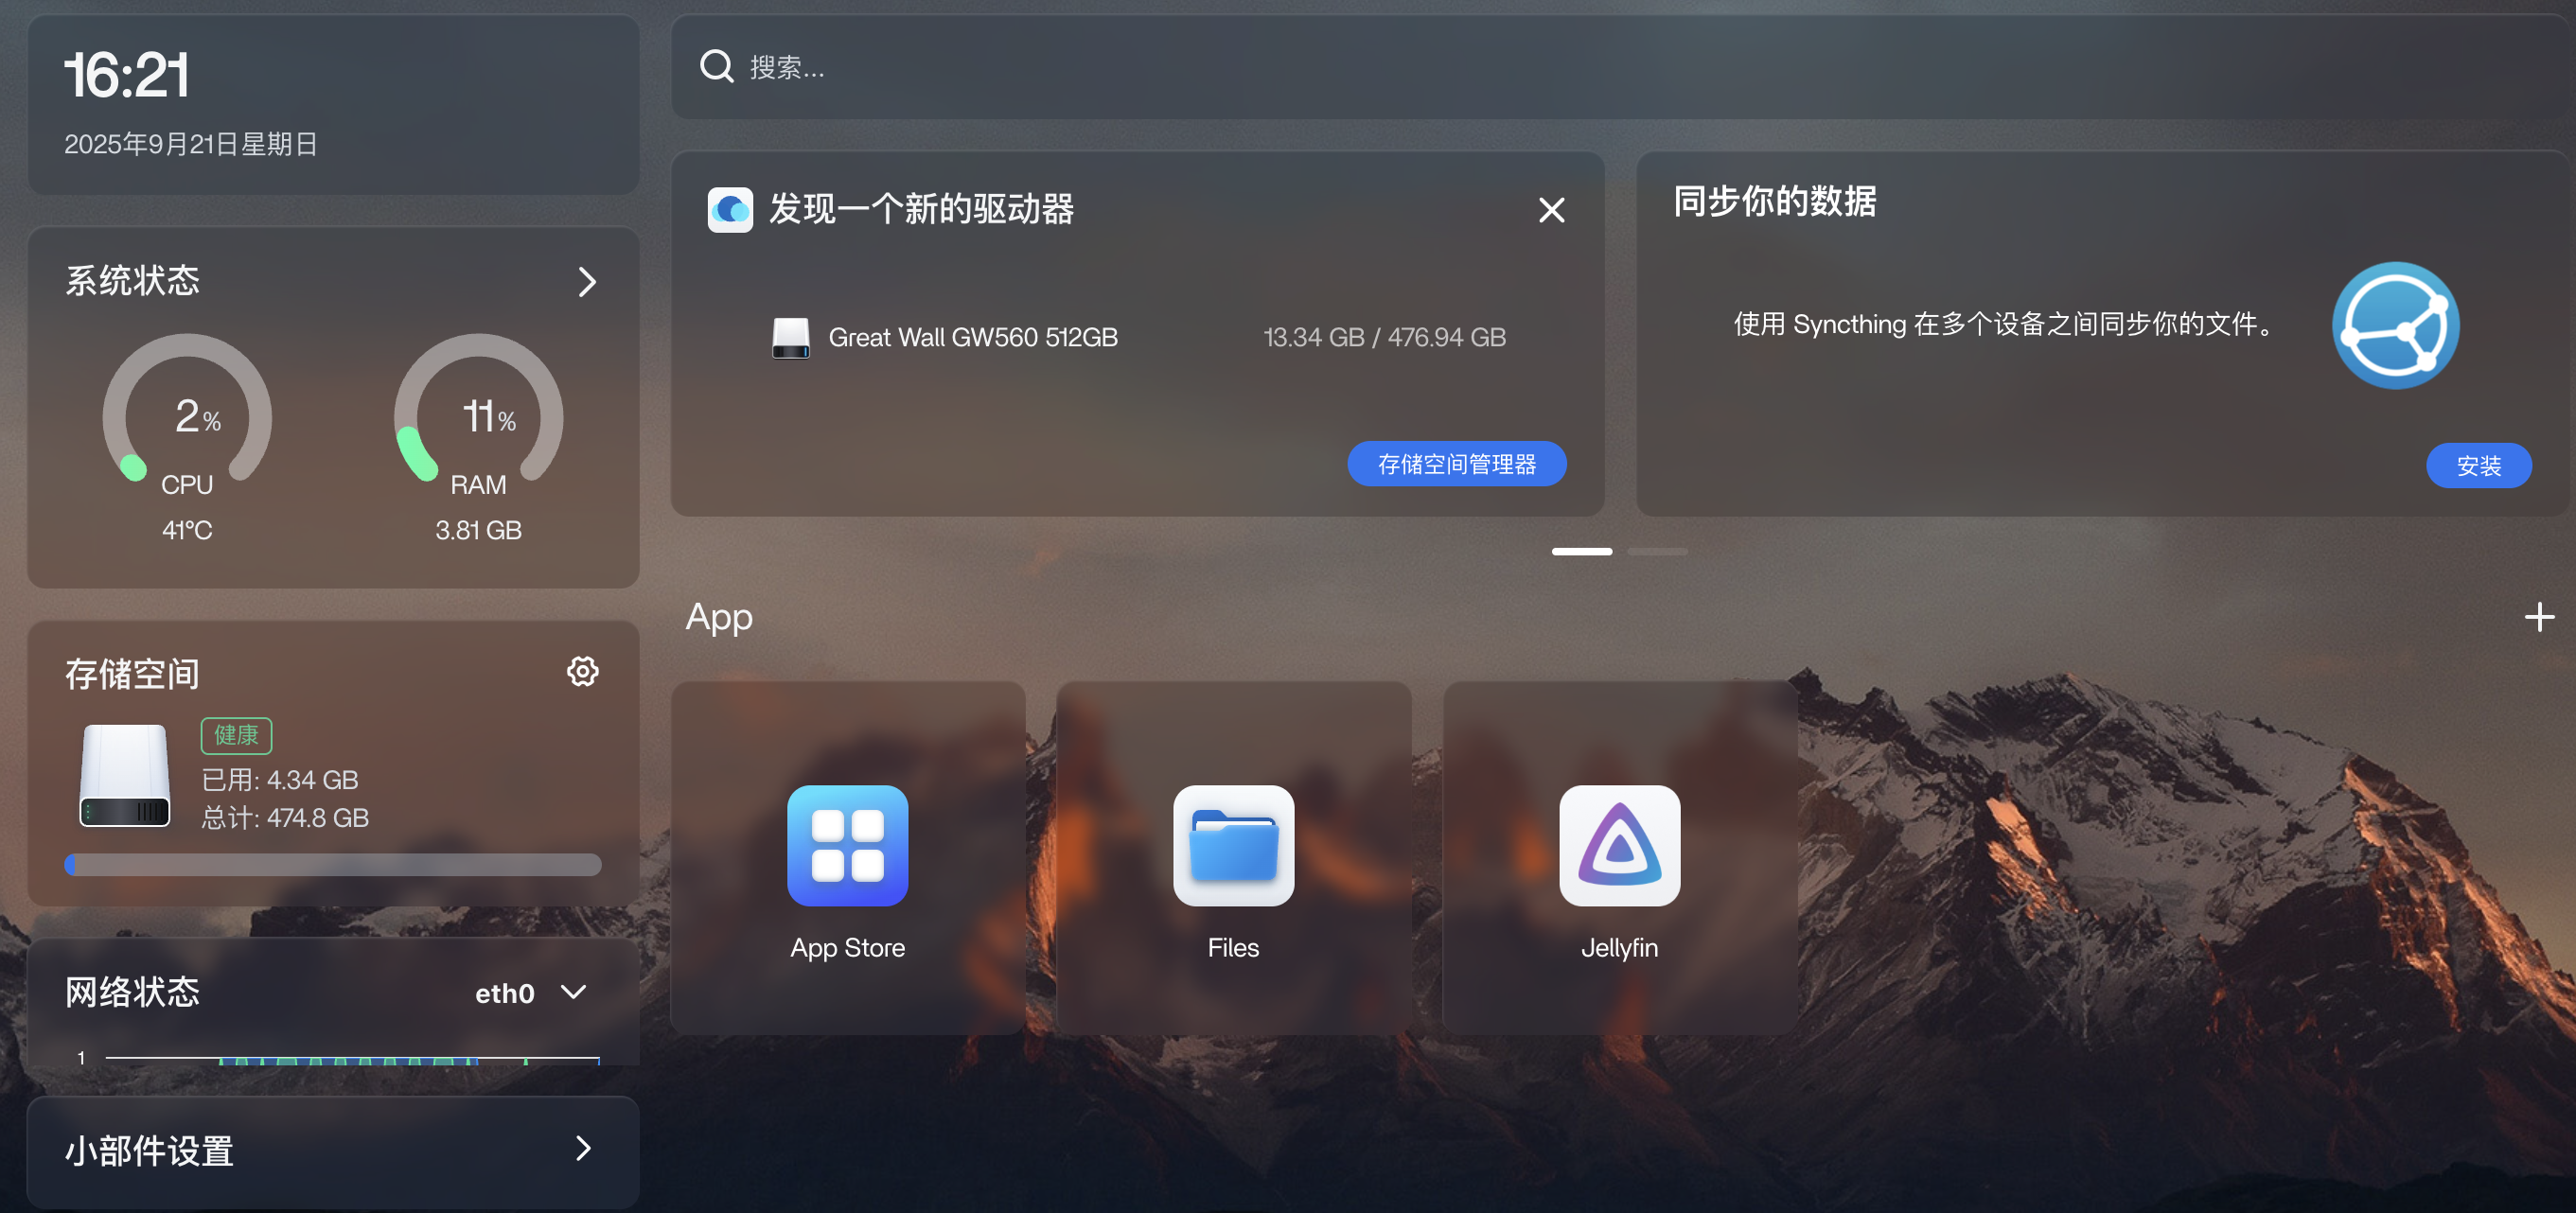 16:21
2025年9月21日星期日
系统状态
2%
CPU
41°C
11%
RAM
3.81 GB
存储空间
健康
已用: 4.34 GB
总计: 474.8 GB
网络状态
eth0
1
小部件设置
搜索...
发现一个新的驱动器
Great Wall GW560 512GB
13.34 GB / 476.94 GB
存储空间管理器
同步你的数据
使用 Syncthing 在多个设备之间同步你的文件。
安装
App
App Store
Files
Jellyfin